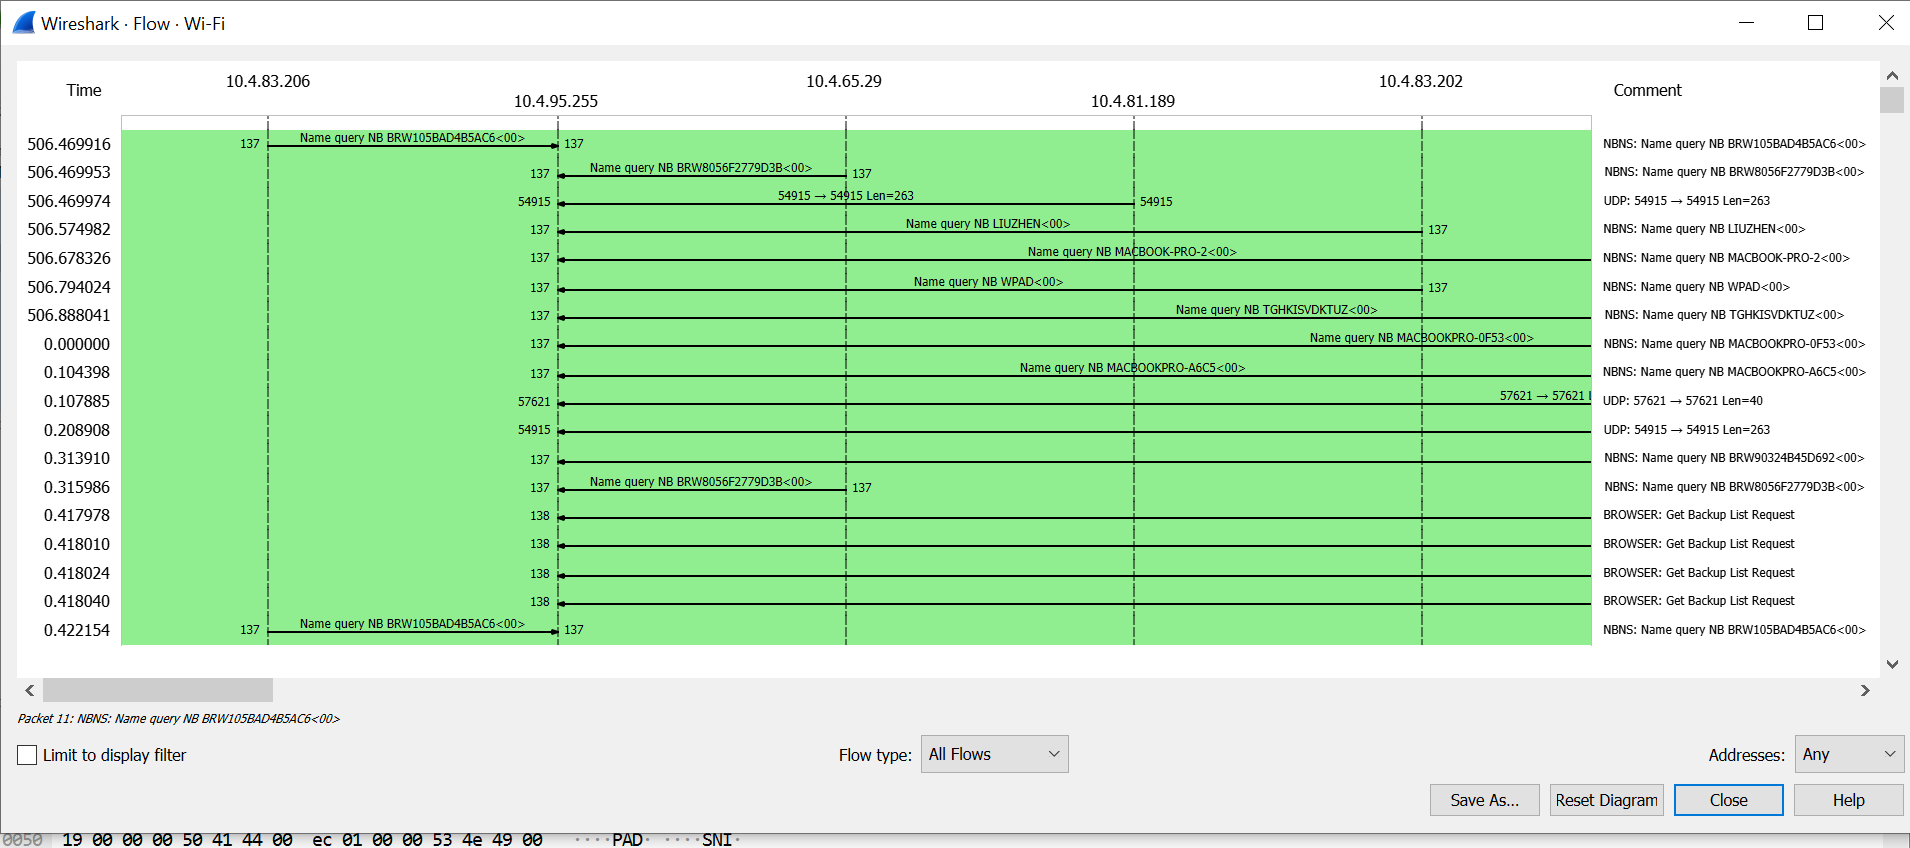 Wireshark · Flow · Wi-Fi
Time
10.4.83.206
10.4.95.255
10.4.65.29
10.4.81.189
10.4.83.202
Comment
506.469916 137 Name query NB BRW105BAD4B5AC6<00> 137 NBNS: Name query NB BRW105BAD4B5AC6<00>
506.469953 137 Name query NB BRW8056F2779D3B<00> 137 NBNS: Name query NB BRW8056F2779D3B<00>
506.469974 54915 54915 → 54915 Len=263 54915 UDP: 54915 → 54915 Len=263
506.574982 137 Name query NB LIUZHEN<00> 137 NBNS: Name query NB LIUZHEN<00>
506.678326 137 Name query NB MACBOOK-PRO-2<00> NBNS: Name query NB MACBOOK-PRO-2<00>
506.794024 137 Name query NB WPAD<00> 137 NBNS: Name query NB WPAD<00>
506.888041 137 Name query NB TGHKISVDKTUZ<00> NBNS: Name query NB TGHKISVDKTUZ<00>
0.000000 137 Name query NB MACBOOKPRO-0F53<00> NBNS: Name query NB MACBOOKPRO-0F53<00>
0.104398 137 Name query NB MACBOOKPRO-A6C5<00> NBNS: Name query NB MACBOOKPRO-A6C5<00>
0.107885 57621 57621 → 57621 L UDP: 57621 → 57621 Len=40
0.208908 54915 UDP: 54915 → 54915 Len=263
0.313910 137 NBNS: Name query NB BRW90324B45D692<00>
0.315986 137 Name query NB BRW8056F2779D3B<00> 137 NBNS: Name query NB BRW8056F2779D3B<00>
0.417978 138 BROWSER: Get Backup List Request
0.418010 138 BROWSER: Get Backup List Request
0.418024 138 BROWSER: Get Backup List Request
0.418040 138 BROWSER: Get Backup List Request
0.422154 137 Name query NB BRW105BAD4B5AC6<00> 137 NBNS: Name query NB BRW105BAD4B5AC6<00>
Packet 11: NBNS: Name query NB BRW105BAD4B5AC6<00>
Limit to display filter
Flow type: All Flows
Addresses: Any
Save As... Reset Diagram Close Help
0050 19 00 00 00 50 41 44 00 ec 01 00 00 53 4e 49 00 ····PAD· ····SNI·